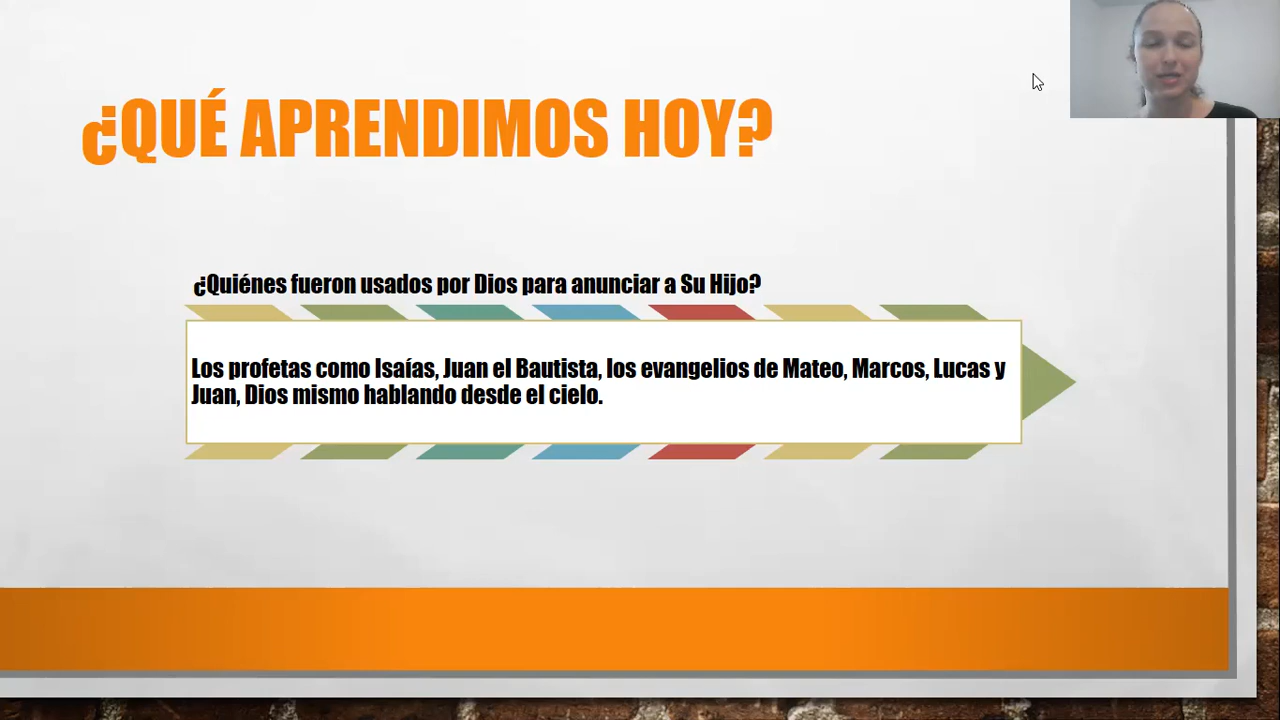 ¿QUÉ APRENDIMOS HOY?
¿Quiénes fueron usados por Dios para anunciar a Su Hijo?
Los profetas como Isaías, Juan el Bautista, los evangelios de Mateo, Marcos, Lucas y
Juan, Dios mismo hablando desde el cielo.